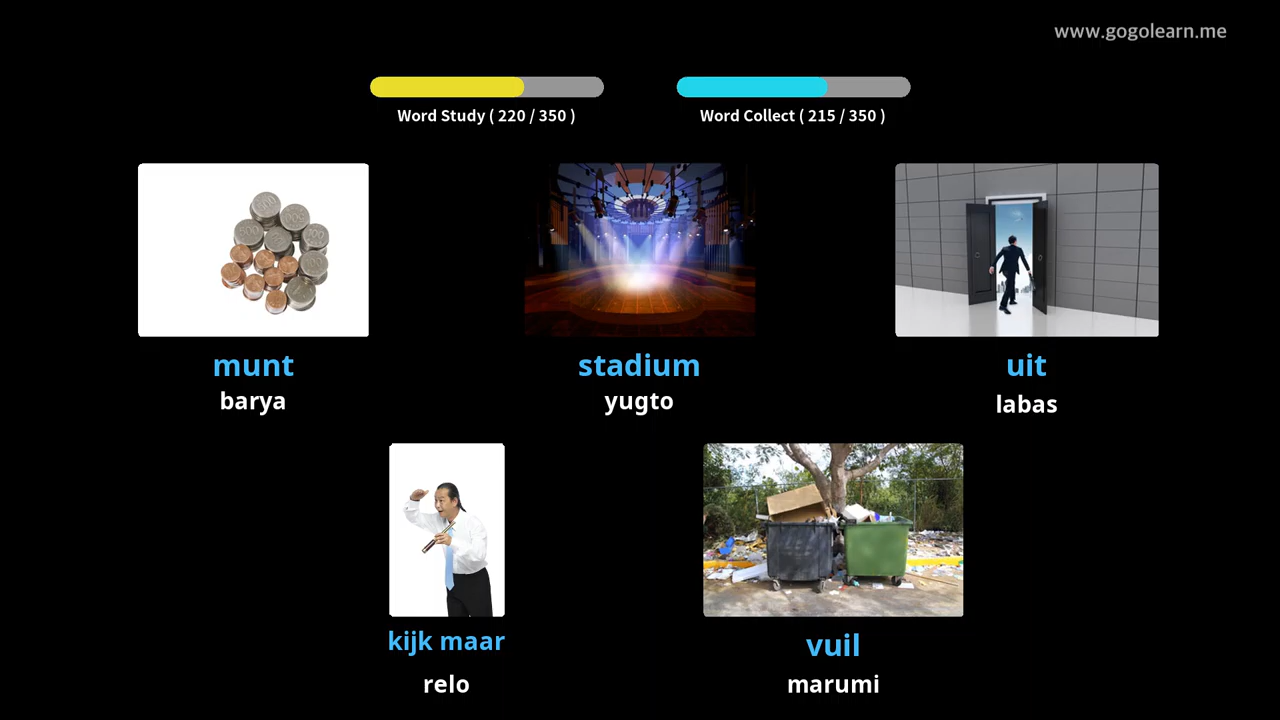 www.gogolearn.me
Word Study ( 220 / 350 )
Word Collect ( 215 / 350 )
munt
barya
stadium
yugto
uit
labas
kijk maar
relo
vuil
marumi